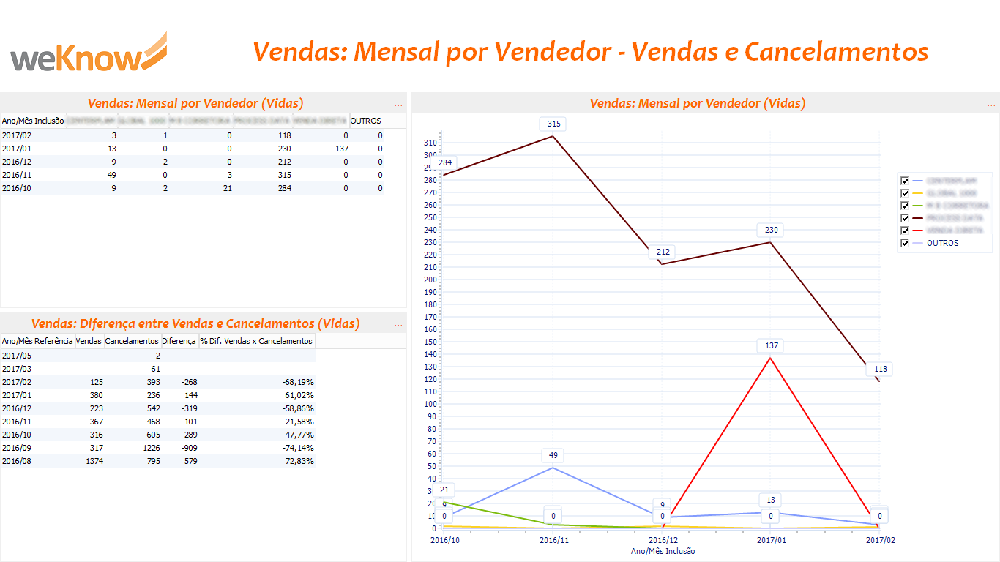 weKnow
Vendas: Mensal por Vendedor - Vendas e Cancelamentos
Vendas: Mensal por Vendedor (Vidas)
...
Ano/Mês Inclusão OUTROS
2017/02 3 1 0 118 0 0
2017/01 13 0 0 230 137 0
2016/12 9 2 0 212 0 0
2016/11 49 0 3 315 0 0
2016/10 9 2 21 284 0 0
Vendas: Diferença entre Vendas e Cancelamentos (Vidas)
...
Ano/Mês Referência Vendas Cancelamentos Diferença % Dif. Vendas x Cancelamentos
2017/05 2
2017/03 61
2017/02 125 393 -268 -68,19%
2017/01 380 236 144 61,02%
2016/12 223 542 -319 -58,86%
2016/11 367 468 -101 -21,58%
2016/10 316 605 -289 -47,77%
2016/09 317 1226 -909 -74,14%
2016/08 1374 795 579 72,83%
Vendas: Mensal por Vendedor (Vidas)
...
315
310
300
284
280
270
260
250
240
230
220
210
200
190
180
170
160
150
140
130
120
110
100
90
80
70
60
50
40
20
10
0
212
230
137
118
49
21
9
9
13
0
0
0
0
0
2016/10 2016/11 2016/12 2017/01 2017/02
Ano/Mês Inclusão
OUTROS